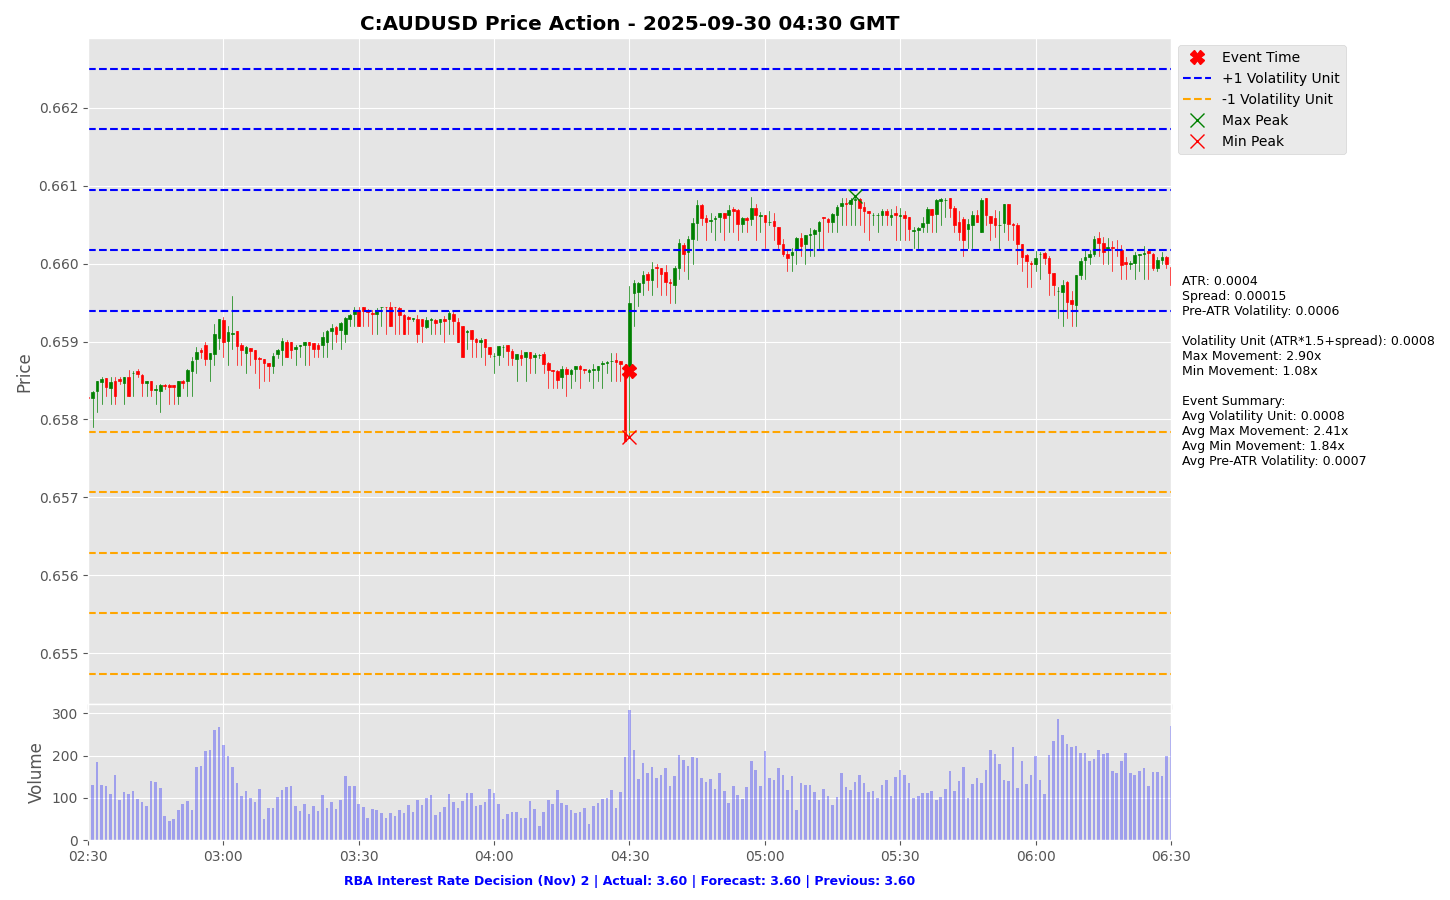 C:AUDUSD Price Action - 2025-09-30 04:30 GMT
Event Time
+1 Volatility Unit
-1 Volatility Unit
Max Peak
Min Peak
Price
0.662
0.661
0.660
0.659
0.658
0.657
0.656
0.655
ATR: 0.0004
Spread: 0.00015
Pre-ATR Volatility: 0.0006
Volatility Unit (ATR*1.5+spread): 0.0008
Max Movement: 2.90x
Min Movement: 1.08x
Event Summary:
Avg Volatility Unit: 0.0008
Avg Max Movement: 2.41x
Avg Min Movement: 1.84x
Avg Pre-ATR Volatility: 0.0007
Volume
300
200
100
0
02:30 03:00 03:30 04:00 04:30 05:00 05:30 06:00 06:30
RBA Interest Rate Decision (Nov) 2 | Actual: 3.60 | Forecast: 3.60 | Previous: 3.60